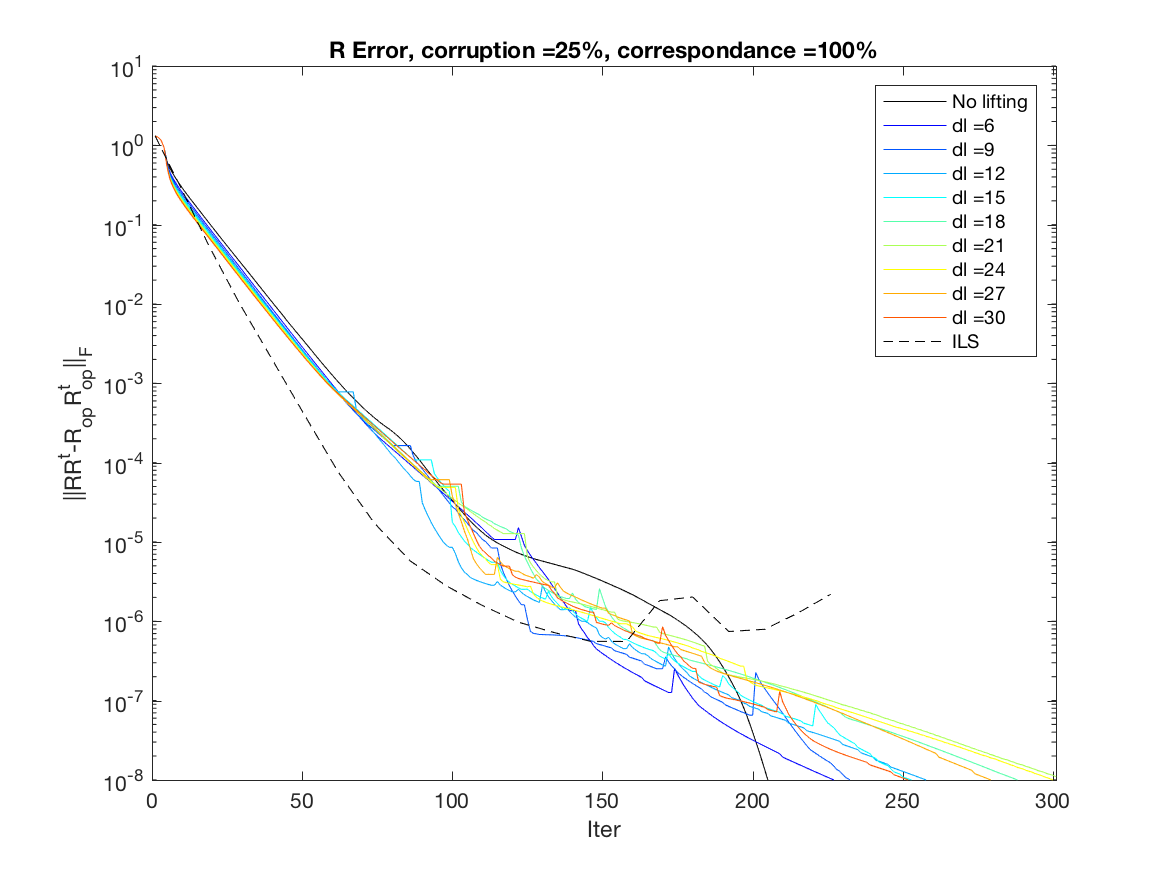 R Error, corruption =25%, correspondance =100%
10^1
10^0
10^-1
10^-2
10^-3
10^-4
10^-5
10^-6
10^-7
10^-8
||RR^t-R_op R_op^t||_F
0 50 100 150 200 250 300
Iter
No lifting
dl =6
dl =9
dl =12
dl =15
dl =18
dl =21
dl =24
dl =27
dl =30
ILS